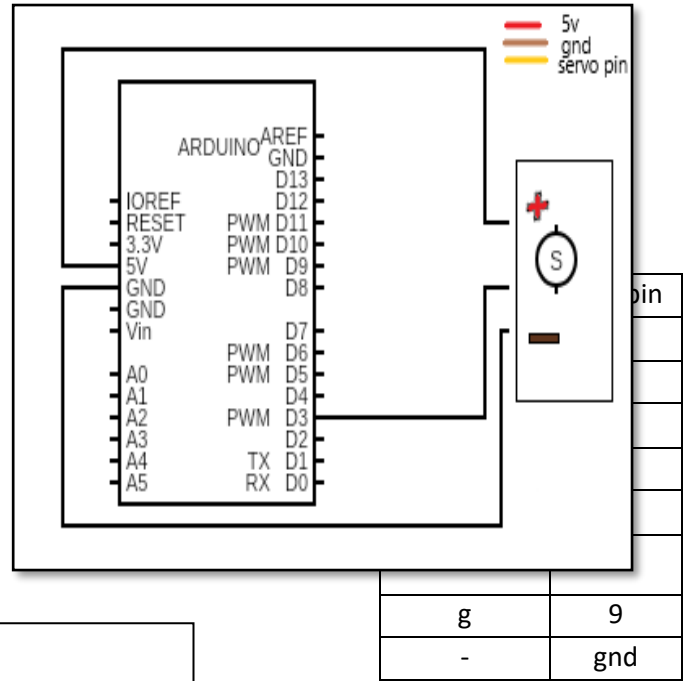 5v
gnd
servo pin
ARDUINO
AREF
GND
D13
D12
PWM D11
PWM D10
PWM D9
D8
D7
PWM D6
PWM D5
D4
PWM D3
D2
TX D1
RX D0
IOREF
RESET
3.3V
5V
GND
GND
Vin
A0
A1
A2
A3
A4
A5
+
S
-
g 9
- gnd